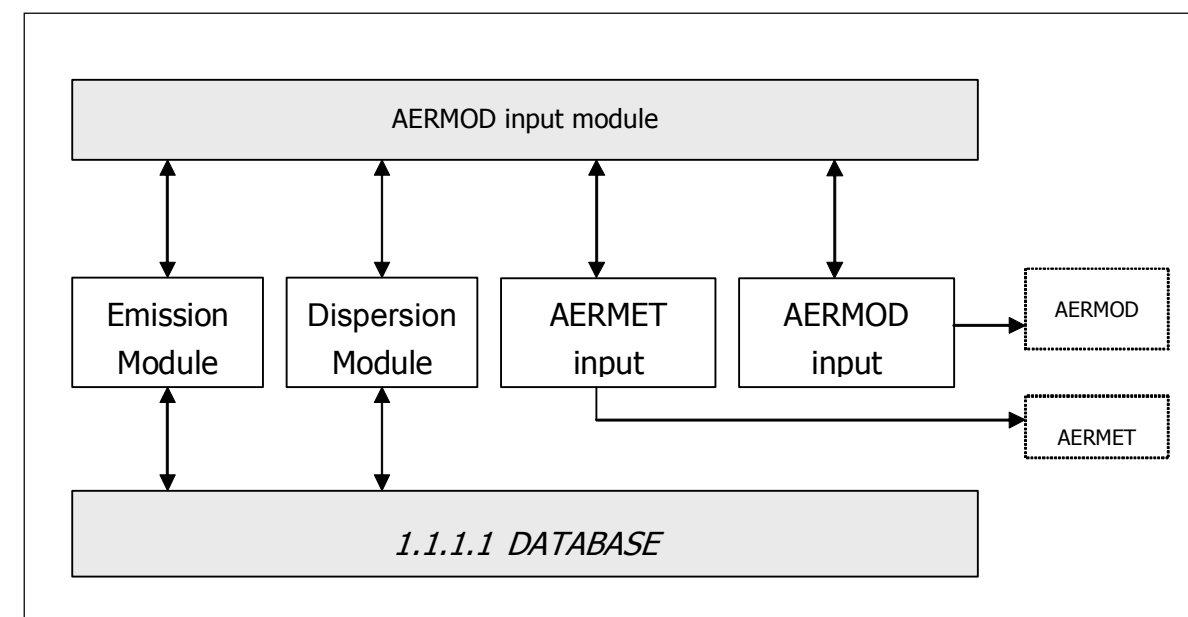 AERMOD input module
Emission
Module
Dispersion
Module
AERMET
input
AERMOD
input
AERMOD
AERMET
1.1.1.1 DATABASE